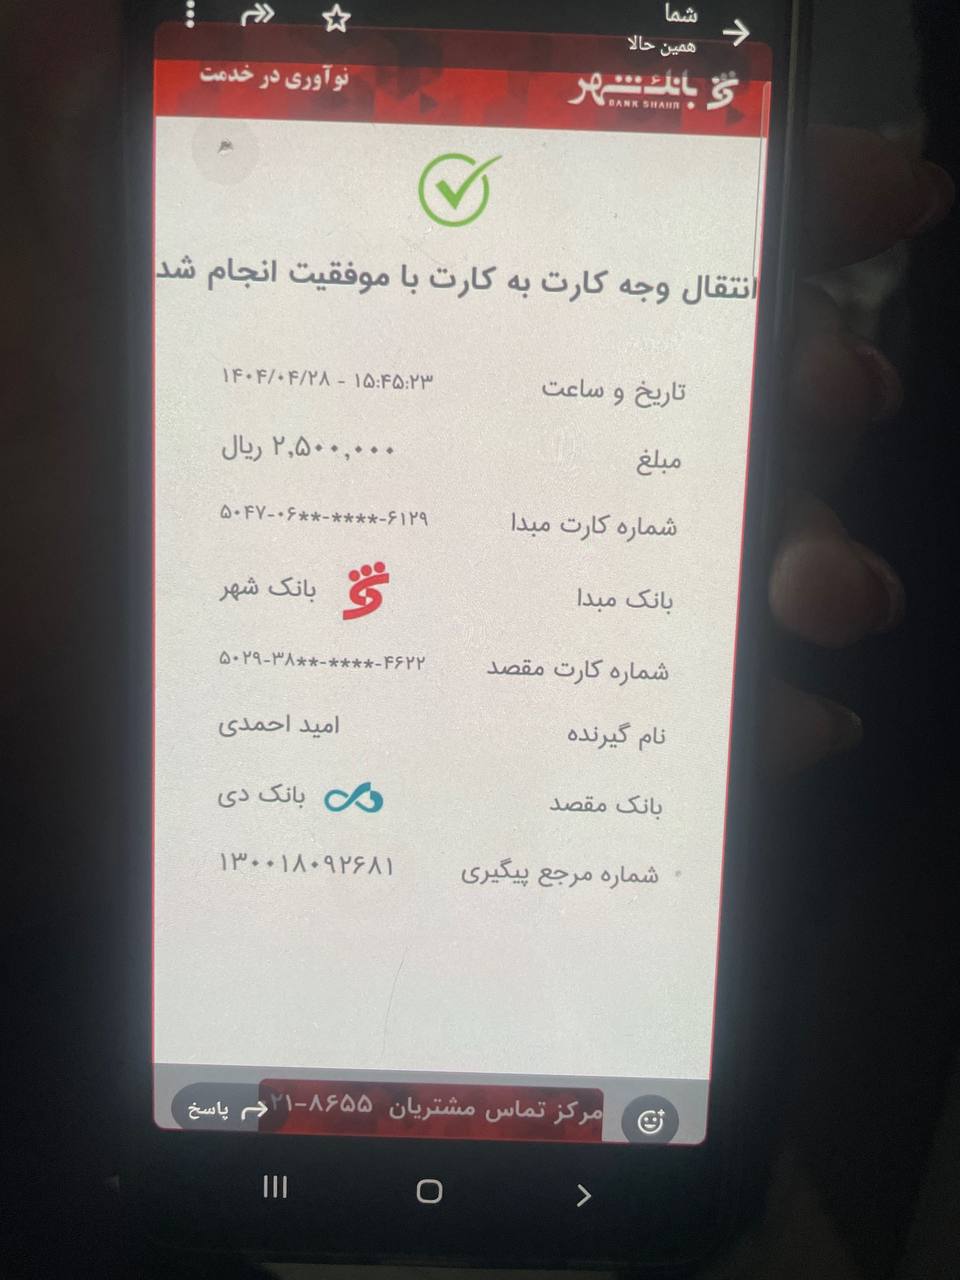 شما
همین حالا
بانک شهر
BANK SHAHR
نوآوری در خدمت
انتقال وجه کارت به کارت با موفقیت انجام شد
تاریخ و ساعت ۱۴۰۴/۰۴/۲۸ - ۱۵:۴۵:۲۳
مبلغ ۲,۵۰۰,۰۰۰ ریال
شماره کارت مبدا ۵۰۴۷-۰۶**-****-۶۱۲۹
بانک مبدا بانک شهر
شماره کارت مقصد ۵۰۲۹-۳۸**-****-۴۶۲۲
نام گیرنده امید احمدی
بانک مقصد بانک دی
شماره مرجع پیگیری ۱۳۰۰۱۸۰۹۲۶۸۱
مرکز تماس مشتریان ۲۱-۸۶۵۵
پاسخ